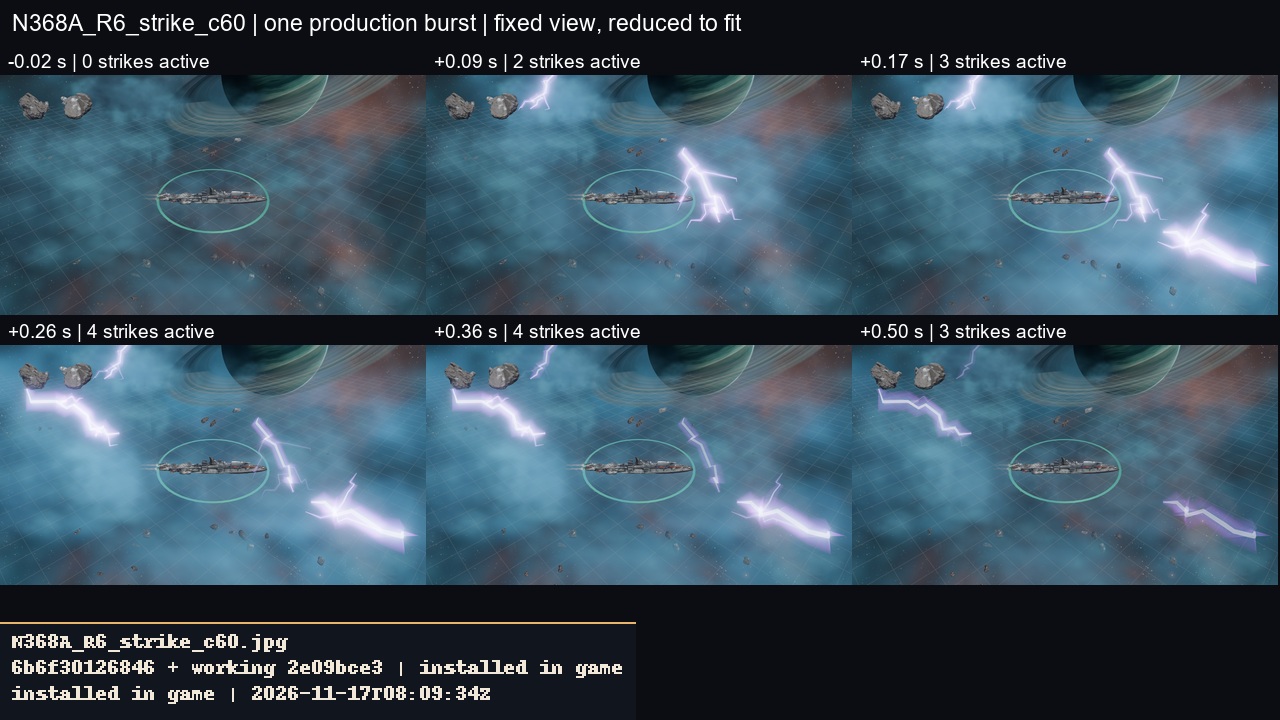 N368A_R6_strike_c60 | one production burst | fixed view, reduced to fit
-0.02 s | 0 strikes active
+0.09 s | 2 strikes active
+0.17 s | 3 strikes active
+0.26 s | 4 strikes active
+0.36 s | 4 strikes active
+0.50 s | 3 strikes active
N368A_R6_strike_c60.jpg
6b6f30126846 + working 2e09bce3 | installed in game
installed in game | 2026-11-17T08:09:34Z